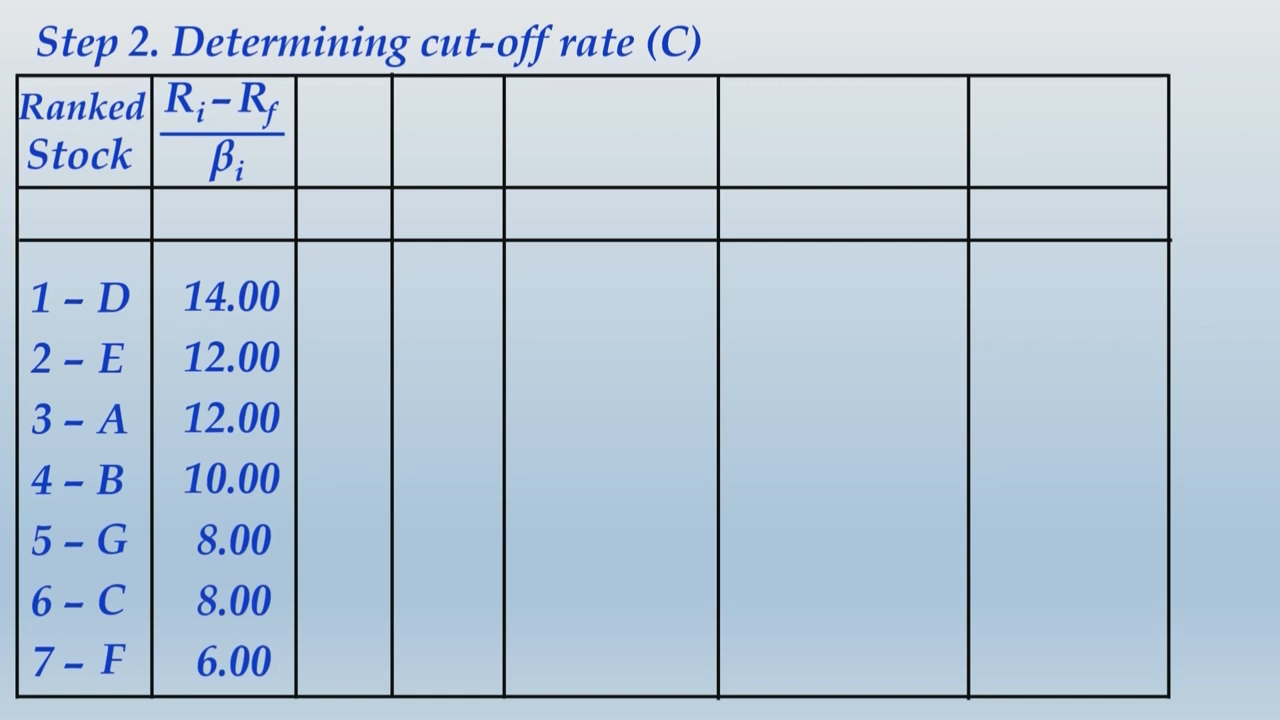 Step 2. Determining cut-off rate (C)
Ranked Stock (Rᵢ – R_f) / βᵢ
1 – D 14.00
2 – E 12.00
3 – A 12.00
4 – B 10.00
5 – G 8.00
6 – C 8.00
7 – F 6.00